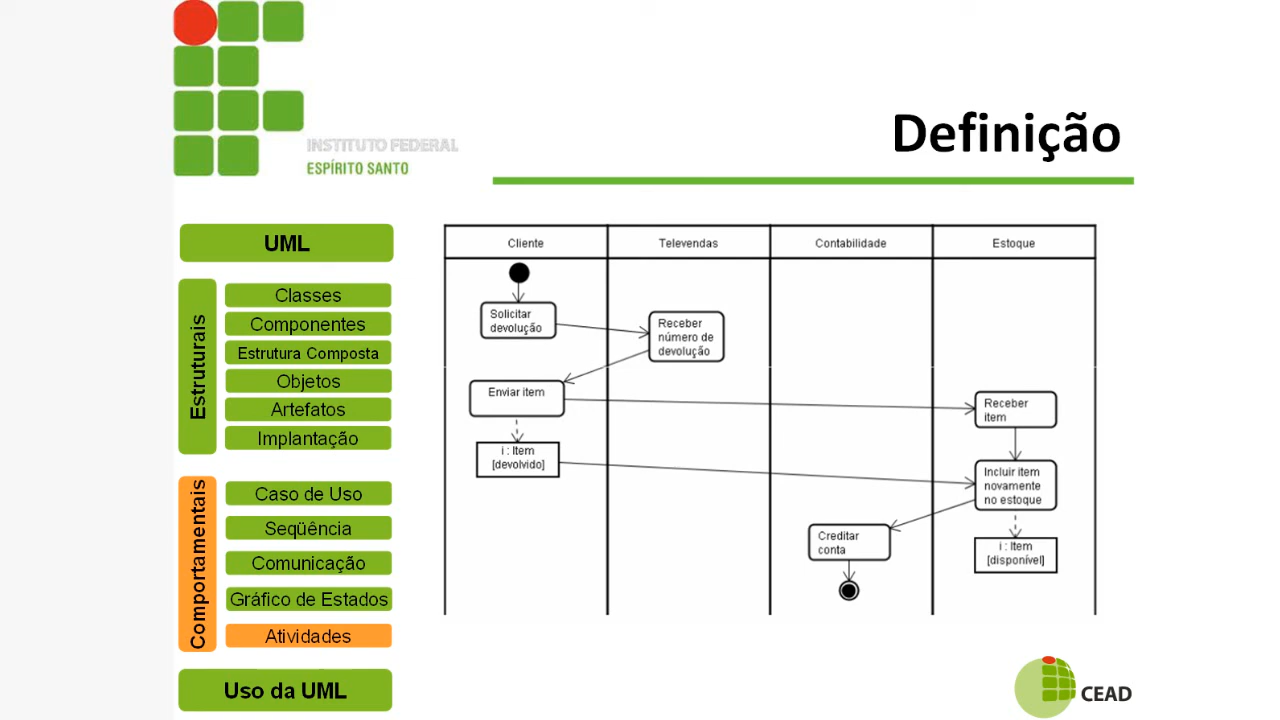 INSTITUTO FEDERAL
ESPÍRITO SANTO
Definição
UML
Estruturais
Classes
Componentes
Estrutura Composta
Objetos
Artefatos
Implantação
Comportamentais
Caso de Uso
Seqüência
Comunicação
Gráfico de Estados
Atividades
Uso da UML
Cliente
Televendas
Contabilidade
Estoque
Solicitar
devolução
Receber
número de
devolução
Enviar item
Receber
item
i : Item
[devolvido]
Incluir item
novamente
no estoque
Creditar
conta
i : Item
[disponível]
CEAD